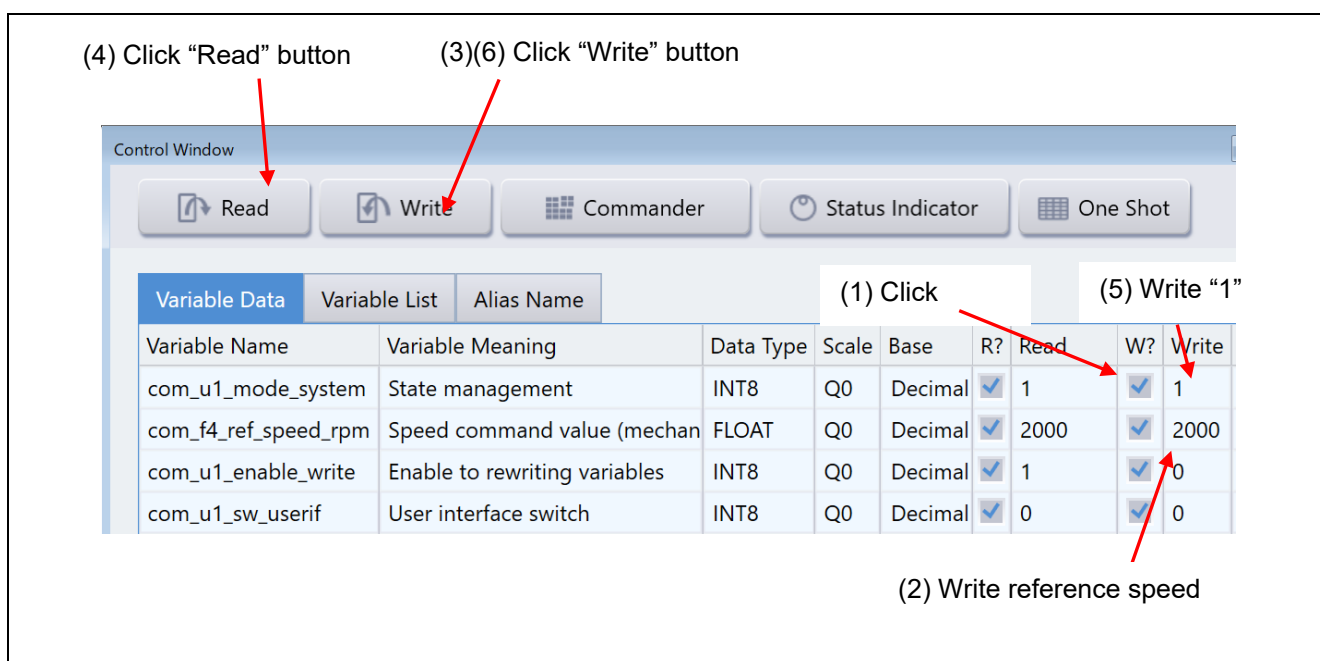 (4) Click “Read” button (3)(6) Click “Write” button
Control Window
Read Write Commander Status Indicator One Shot
(1) Click (5) Write “1”
Variable Data Variable List Alias Name
Variable Name Variable Meaning Data Type Scale Base R? Read W? Write
com_u1_mode_system State management INT8 Q0 Decimal 1 1
com_f4_ref_speed_rpm Speed command value (mechan FLOAT Q0 Decimal 2000 2000
com_u1_enable_write Enable to rewriting variables INT8 Q0 Decimal 1 0
com_u1_sw_userif User interface switch INT8 Q0 Decimal 0 0
(2) Write reference speed